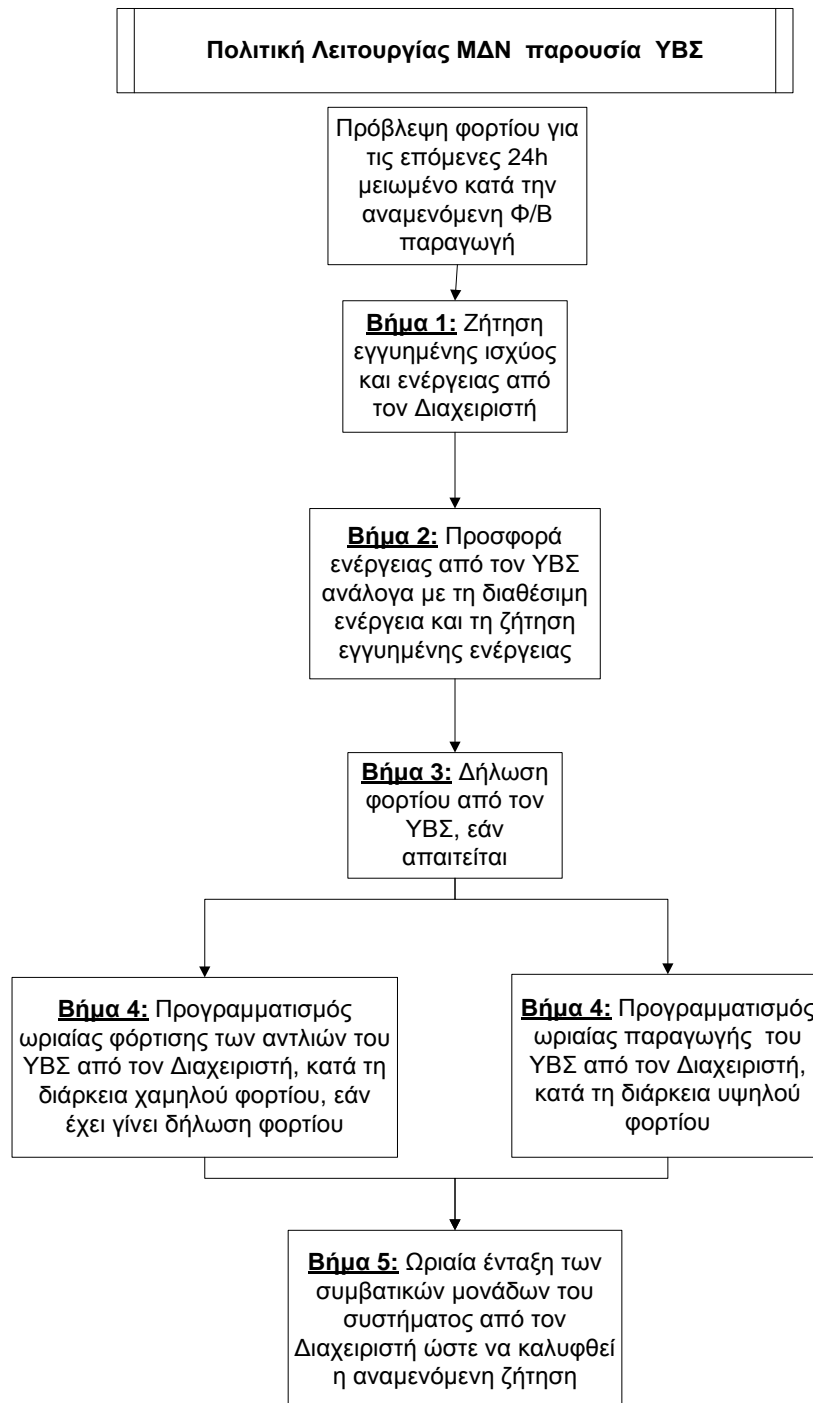 Πολιτική Λειτουργίας ΜΔΝ παρουσία ΥΒΣ
Πρόβλεψη φορτίου για
τις επόμενες 24h
μειωμένο κατά την
αναμενόμενη Φ/Β
παραγωγή
Βήμα 1: Ζήτηση
εγγυημένης ισχύος
και ενέργειας από
τον Διαχειριστή
Βήμα 2: Προσφορά
ενέργειας από τον ΥΒΣ
ανάλογα με τη διαθέσιμη
ενέργεια και τη ζήτηση
εγγυημένης ενέργειας
Βήμα 3: Δήλωση
φορτίου από τον
ΥΒΣ, εάν
απαιτείται
Βήμα 4: Προγραμματισμός
ωριαίας φόρτισης των αντλιών του
ΥΒΣ από τον Διαχειριστή, κατά τη
διάρκεια χαμηλού φορτίου, εάν
έχει γίνει δήλωση φορτίου
Βήμα 4: Προγραμματισμός
ωριαίας παραγωγής του
ΥΒΣ από τον Διαχειριστή,
κατά τη διάρκεια υψηλού
φορτίου
Βήμα 5: Ωριαία ένταξη των
συμβατικών μονάδων του
συστήματος από τον
Διαχειριστή ώστε να καλυφθεί
η αναμενόμενη ζήτηση